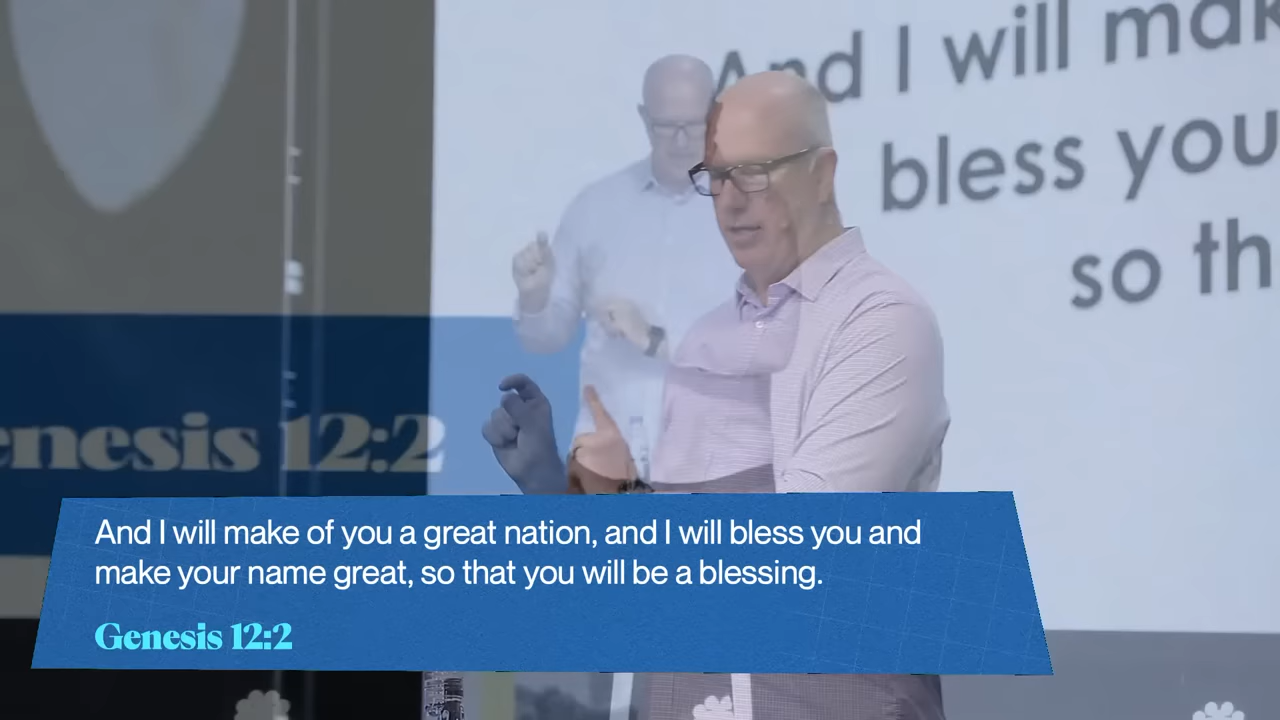 And I will mak
bless you
so th
enesis 12:2
And I will make of you a great nation, and I will bless you and
make your name great, so that you will be a blessing.
Genesis 12:2